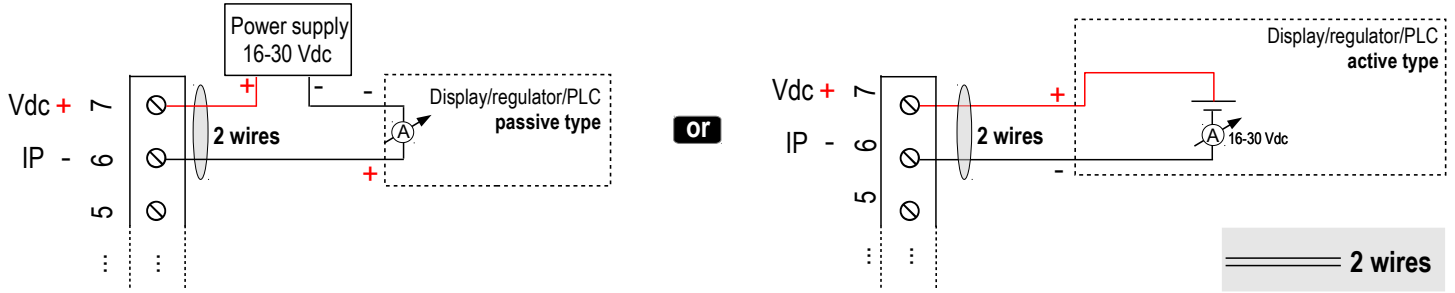 Power supply
16-30 Vdc
+
-
-
Display/regulator/PLC
passive type
Vdc +
7
2 wires
A
IP -
6
+
5
...
...
or
Display/regulator/PLC
active type
Vdc +
7
+
2 wires
A
16-30 Vdc
IP -
6
-
5
...
...
2 wires